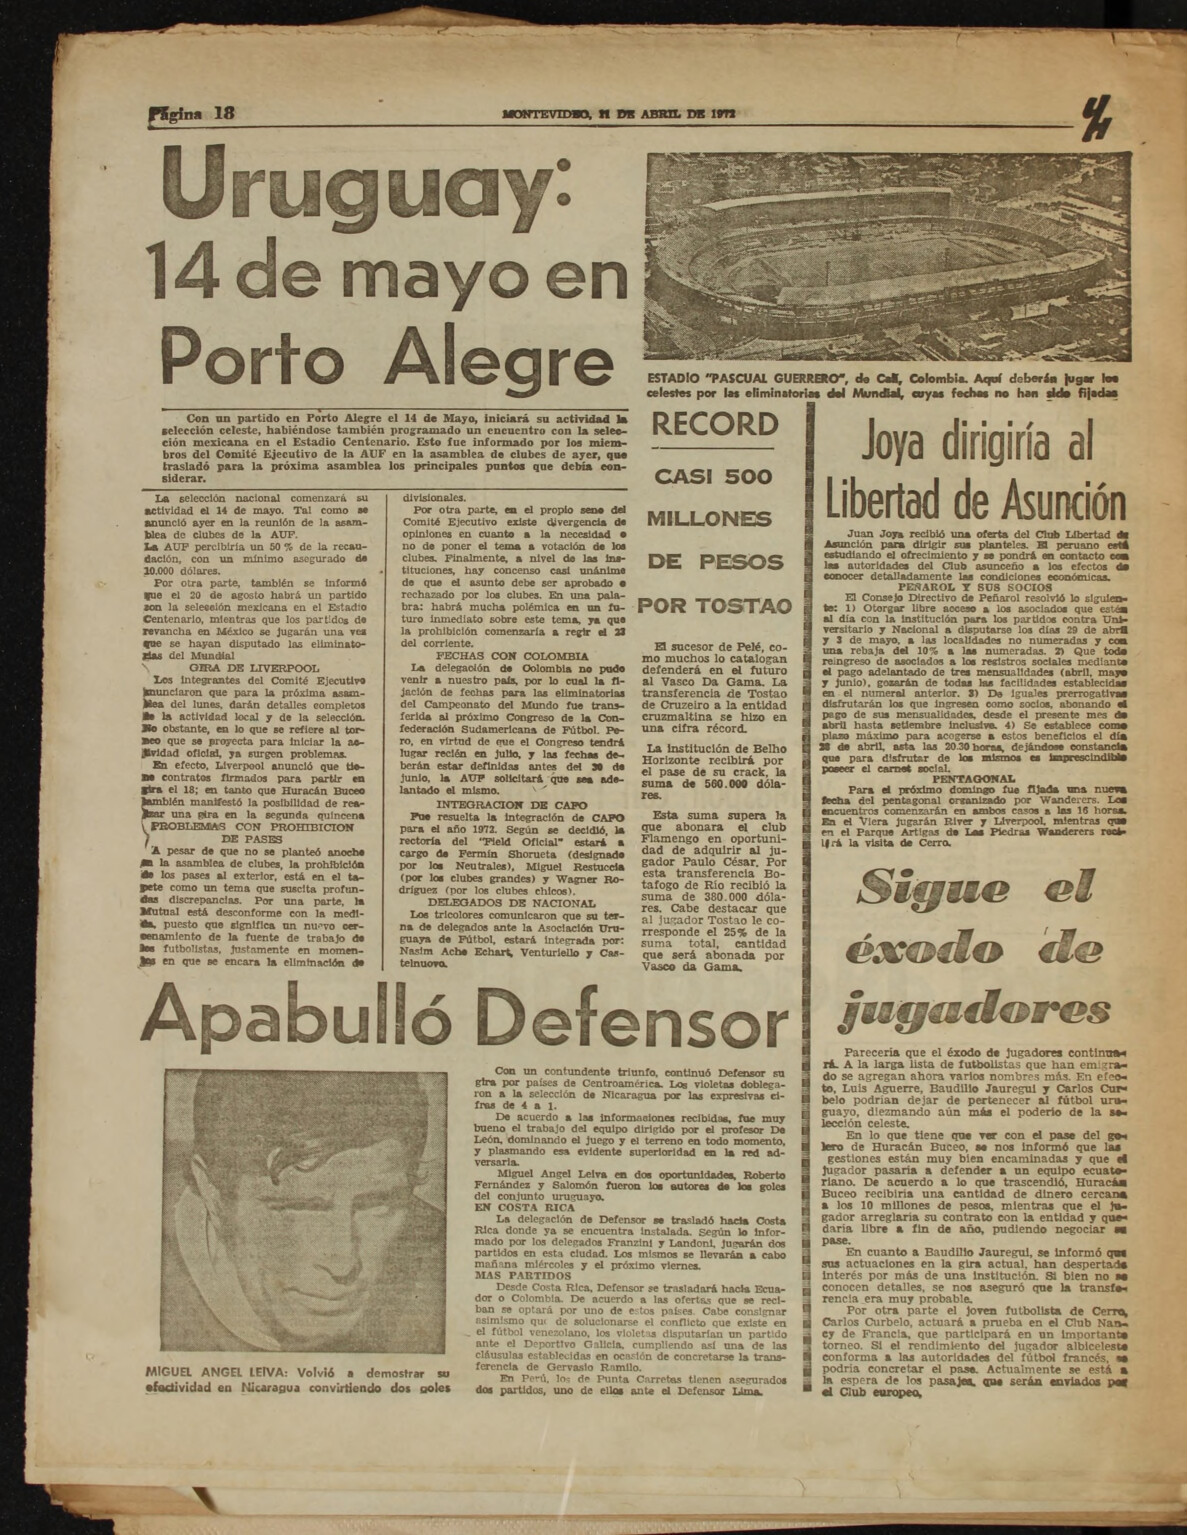 Página 18
MONTEVIDEO, 21 DE ABRIL DE 1972
Uruguay:
14 de mayo en
Porto Alegre
ESTADIO "PASCUAL GUERRERO", de Cali, Colombia. Aquí deberán jugar los
celestes por las eliminatorias del Mundial, cuyas fechas no han sido fijadas
Con un partido en Porto Alegre el 14 de Mayo, iniciará su actividad la
selección celeste, habiéndose también programado un encuentro con la selec-
ción mexicana en el Estadio Centenario. Esto fue informado por los miem-
bros del Comité Ejecutivo de la AUF en la asamblea de clubes de ayer, que
trasladó para la próxima asamblea los principales puntos que debía con-
siderar.
La selección nacional comenzará su
actividad el 14 de mayo. Tal como se
anunció ayer en la reunión de la asam-
blea de clubes de la AUF.
La AUF percibiría un 50 % de la recau-
dación, con un mínimo asegurado de
10.000 dólares.
Por otra parte, también se informó
que el 20 de agosto habrá un partido
con la selección mexicana en el Estadio
Centenario, mientras que los partidos de
revancha en México se jugarán una vez
que se hayan disputado las eliminato-
rias del Mundial
GIRA DE LIVERPOOL
Los integrantes del Comité Ejecutivo
anunciaron que para la próxima asam-
blea del lunes, darán detalles completos
de la actividad local y de la selección.
No obstante, en lo que se refiere al tor-
neo que se proyecta para iniciar la ac-
tividad oficial, ya surgen problemas.
En efecto, Liverpool anunció que tie-
ne contratos firmados para partir en
gira el 18; en tanto que Huracán Buceo
también manifestó la posibilidad de rea-
lizar una gira en la segunda quincena
PROBLEMAS CON PROHIBICION
DE PASES
A pesar de que no se planteó anoche
en la asamblea de clubes, la prohibición
de los pases al exterior, está en el ta-
pete como un tema que suscita profun-
das discrepancias. Por una parte, la
Mutual está desconforme con la medi-
da, puesto que significa un nuevo cer-
cenamiento de la fuente de trabajo de
los futbolistas, justamente en momen-
tos en que se encara la eliminación de
divisionales.
Por otra parte, en el propio seno del
Comité Ejecutivo existe divergencia de
opiniones en cuanto a la necesidad o
no de poner el tema a votación de los
clubes. Finalmente, a nivel de las ins-
tituciones, hay consenso casi unánime
de que el asunto debe ser aprobado o
rechazado por los clubes. En una pala-
bra: habrá mucha polémica en un fu-
turo inmediato sobre este tema, ya que
la prohibición comenzaría a regir el 22
del corriente.
FECHAS CON COLOMBIA
La delegación de Colombia no pudo
venir a nuestro país, por lo cual la fi-
jación de fechas para las eliminatorias
del Campeonato del Mundo fue trans-
ferida al próximo Congreso de la Con-
federación Sudamericana de Fútbol. Pe-
ro, en virtud de que el Congreso tendrá
lugar recién en julio, y las fechas de-
berán estar definidas antes del 30 de
junio, la AUF solicitará que sea ade-
lantado el mismo.
INTEGRACION DE CAPO
Fue resuelta la integración de CAPO
para el año 1972. Según se decidió, la
rectoría del "Field Oficial" estará a
cargo de Fermín Shorueta (designado
por los Neutrales), Miguel Restuccia
(por los clubes grandes) y Wagner Ro-
drigues (por los clubes chicos).
DELEGADOS DE NACIONAL
Los tricolores comunicaron que su ter-
na de delegados ante la Asociación Uru-
guaya de Fútbol, estará integrada por:
Nasim Ache Echart, Venturiello y Cas-
telnuovo.
RECORD
CASI 500
MILLONES
DE PESOS
POR TOSTAO
El sucesor de Pelé, co-
mo muchos lo catalogan
defenderá en el futuro
al Vasco Da Gama. La
transferencia de Tostao
de Cruzeiro a la entidad
cruzmaltina se hizo en
una cifra récord.
La institución de Belho
Horizonte recibirá por
el pase de su crack, la
suma de 560.000 dóla-
res.
Esta suma supera la
que abonara el club
Flamengo en oportuni-
dad de adquirir al ju-
gador Paulo César. Por
esta transferencia Bo-
tafogo de Río recibió la
suma de 380.000 dóla-
res. Cabe destacar que
al jugador Tostao le co-
rresponde el 25% de la
suma total, cantidad
que será abonada por
Vasco da Gama.
Joya dirigiría al
Libertad de Asunción
Juan Joya recibió una oferta del Club Libertad de
Asunción para dirigir sus planteles. El peruano está
estudiando el ofrecimiento y se pondrá en contacto con
las autoridades del Club asunceño a los efectos de
conocer detalladamente las condiciones económicas.
PEÑAROL Y SUS SOCIOS
El Consejo Directivo de Peñarol resolvió lo siguien-
te: 1) Otorgar libre acceso a los asociados que estén
al día con la institución para los partidos contra Uni-
versitario y Nacional a disputarse los días 29 de abril
y 3 de mayo, a las localidades no numeradas y con
una rebaja del 10% a las numeradas. 2) Que todo
reingreso de asociados a los registros sociales mediante
el pago adelantado de tres mensualidades (abril, mayo
y junio), gozarán de todas las facilidades establecidas
en el numeral anterior. 3) De iguales prerrogativas
disfrutarán los que ingresen como socios, abonando el
pago de sus mensualidades, desde el presente mes de
abril hasta setiembre inclusive. 4) Se establece como
plazo máximo para acogerse a estos beneficios el día
28 de abril, asta las 20.30 horas, dejándose constancia
que para disfrutar de los mismos es imprescindible
poseer el carnet social.
PENTAGONAL
Para el próximo domingo fue fijada una nueva
fecha del pentagonal organizado por Wanderers. Los
encuentros comenzarán en ambos casos a las 16 horas.
En el Viera jugarán River y Liverpool, mientras que
en el Parque Artigas de Las Piedras Wanderers reci-
birá la visita de Cerro.
Sigue el
éxodo de
jugadores
Parecería que el éxodo de jugadores continua-
rá. A la larga lista de futbolistas que han emigra-
do se agregan ahora varios nombres más. En efec-
to, Luis Aguerre, Baudilio Jauregui y Carlos Cur-
belo podrían dejar de pertenecer al fútbol uru-
guayo, diezmando aún más el poderío de la se-
lección celeste.
En lo que tiene que ver con el pase del go-
lero de Huracán Buceo, se nos informó que las
gestiones están muy bien encaminadas y que el
jugador pasaría a defender a un equipo ecuato-
riano. De acuerdo a lo que trascendió, Huracán
Buceo recibiría una cantidad de dinero cercana
a los 10 millones de pesos, mientras que el ju-
gador arreglaría su contrato con la entidad y que-
daría libre a fin de año, pudiendo negociar su
pase.
En cuanto a Baudilio Jauregui, se informó que
sus actuaciones en la gira actual, han despertado
interés por más de una institución. Si bien no se
conocen detalles, se nos aseguró que la transfe-
rencia era muy probable.
Por otra parte el joven futbolista de Cerro,
Carlos Curbelo, actuará a prueba en el Club Nan-
cy de Francia, que participará en un importante
torneo. Si el rendimiento del jugador albiceleste
conforma a las autoridades del fútbol francés, se
podría concretar el pase. Actualmente se está a
la espera de los pasajes, que serán enviados por
el Club europeo.
Apabulló Defensor
MIGUEL ANGEL LEIVA: Volvió a demostrar su
efectividad en Nicaragua convirtiendo dos goles
Con un contundente triunfo, continuó Defensor su
gira por países de Centroamérica. Los violetas doblega-
ron a la selección de Nicaragua por las expresivas ci-
fras de 4 a 1.
De acuerdo a las informaciones recibidas, fue muy
bueno el trabajo del equipo dirigido por el profesor De
León, dominando el juego y el terreno en todo momento,
y plasmando esa evidente superioridad en la red ad-
versaria.
Miguel Angel Leiva en dos oportunidades, Roberto
Fernández y Salomón fueron los autores de los goles
del conjunto uruguayo.
EN COSTA RICA
La delegación de Defensor se trasladó hacia Costa
Rica donde ya se encuentra instalada. Según lo infor-
mado por los delegados Franzini y Landoni, jugarán dos
partidos en esta ciudad. Los mismos se llevarán a cabo
mañana miércoles y el próximo viernes.
MAS PARTIDOS
Desde Costa Rica, Defensor se trasladará hacia Ecua-
dor o Colombia. De acuerdo a las ofertas que se reci-
ban se optará por uno de estos países. Cabe consignar
asimismo que de solucionarse el conflicto que existe en
el fútbol venezolano, los violetas disputarían un partido
ante el Deportivo Galicia, cumpliendo así una de las
cláusulas establecidas en ocasión de concretarse la trans-
ferencia de Gervasio Ramilo.
En Perú, los de Punta Carretas tienen asegurados
dos partidos, uno de ellos ante el Defensor Lima.